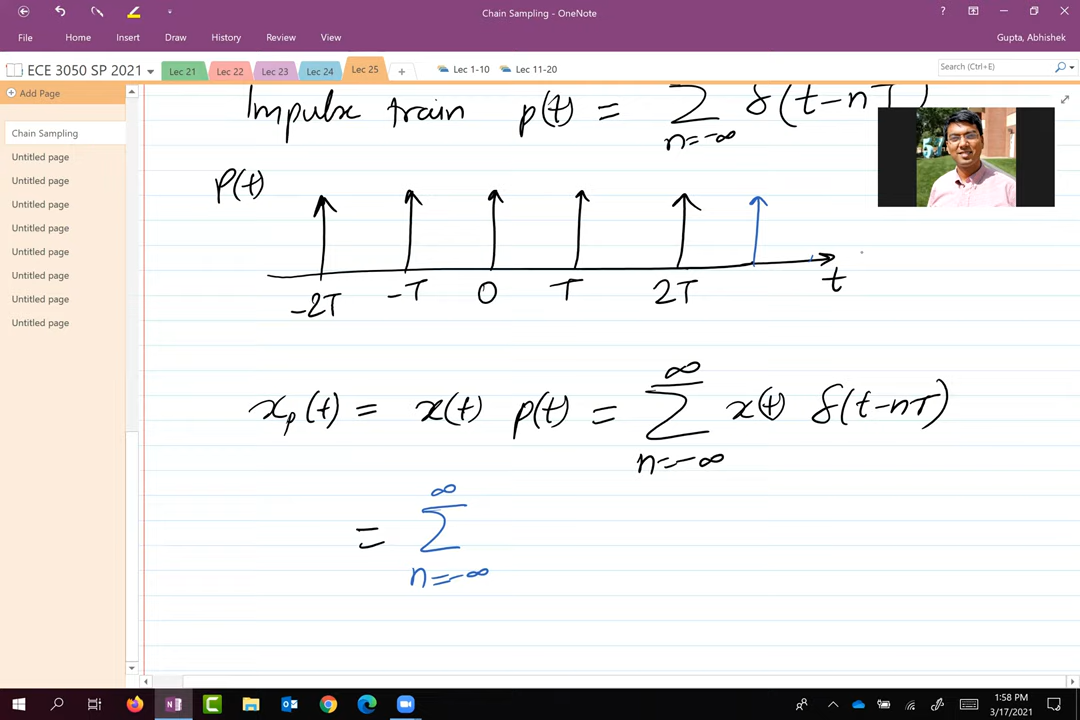 Chain Sampling - OneNote
Gupta, Abhishek
File Home Insert Draw History Review View
ECE 3050 SP 2021 Lec 21 Lec 22 Lec 23 Lec 24 Lec 25 Lec 1-10 Lec 11-20
Search (Ctrl+E)
Add Page
Chain Sampling
Untitled page
Untitled page
Untitled page
Untitled page
Untitled page
Untitled page
Untitled page
Untitled page
Impulse train p(t) = ∑ δ(t-nT)
n=-∞
P(t)
-2T -T 0 T 2T t
∞
x_p(t) = x(t) p(t) = ∑ x(t) δ(t-nT)
n=-∞
∞
= ∑
n=-∞
1:58 PM
3/17/2021